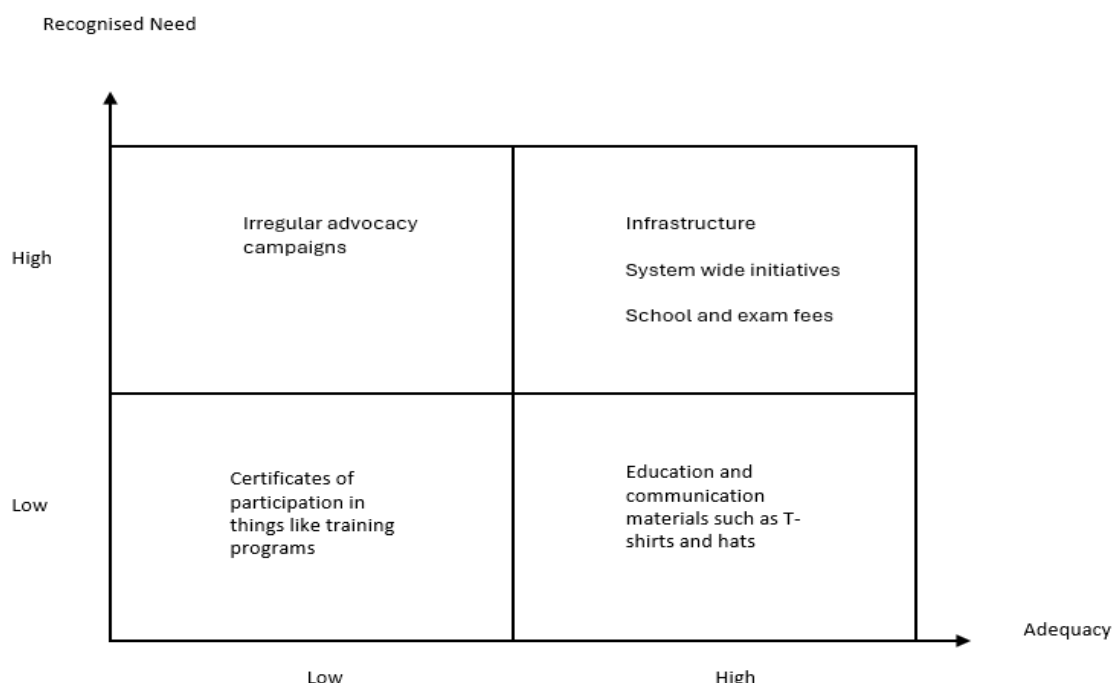 Recognised Need
High
Irregular advocacy
campaigns
Infrastructure
System wide initiatives
School and exam fees
Low
Certificates of
participation in
things like training
programs
Education and
communication
materials such as T-
shirts and hats
Adequacy
Low
High